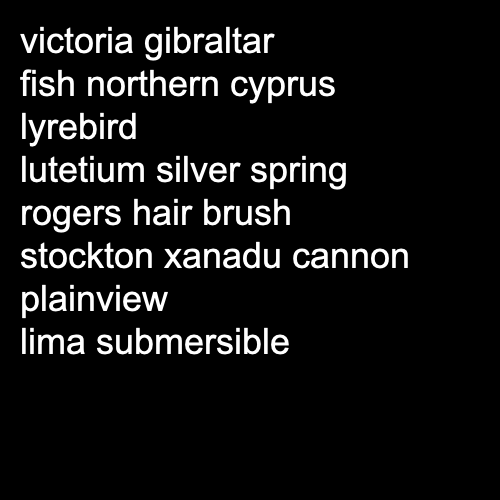 victoria gibraltar
fish northern cyprus
lyrebird
lutetium silver spring
rogers hair brush
stockton xanadu cannon
plainview
lima submersible